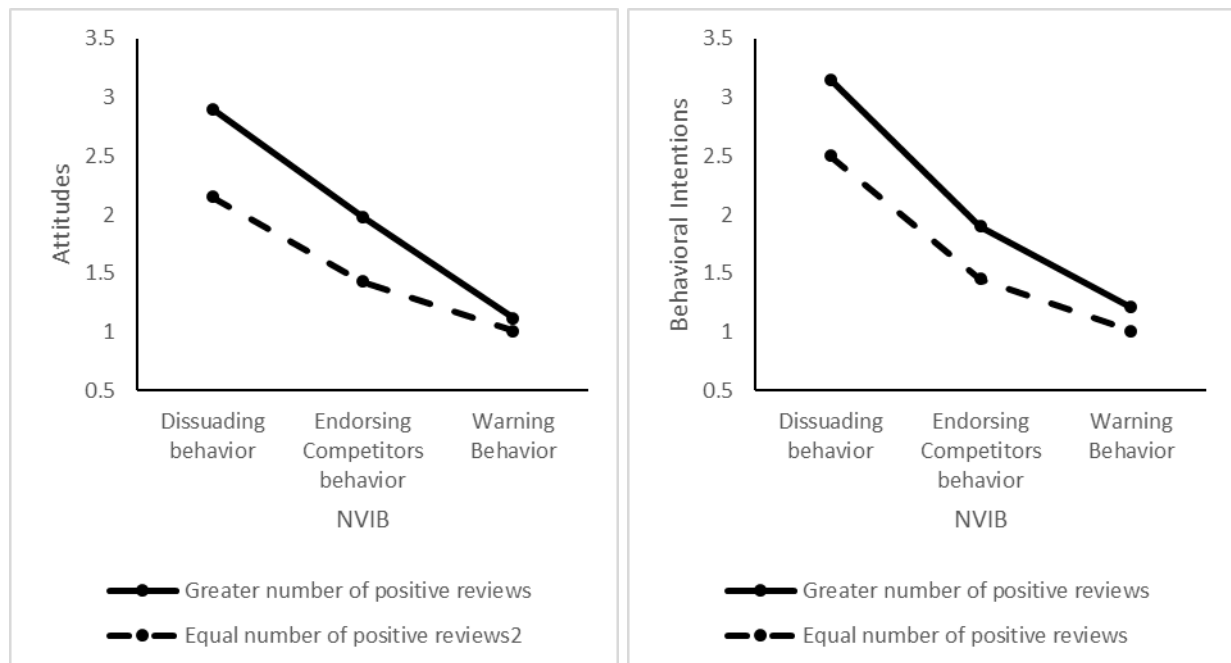 3.5
3
2.5
2
1.5
1
0.5
Attitudes
Dissuading
behavior
Endorsing
Competitors
behavior
Warning
Behavior
NVIB
Greater number of positive reviews
Equal number of positive reviews2
3.5
3
2.5
2
1.5
1
0.5
Behavioral Intentions
Dissuading
behavior
Endorsing
Competitors
behavior
Warning
Behavior
NVIB
Greater number of positive reviews
Equal number of positive reviews